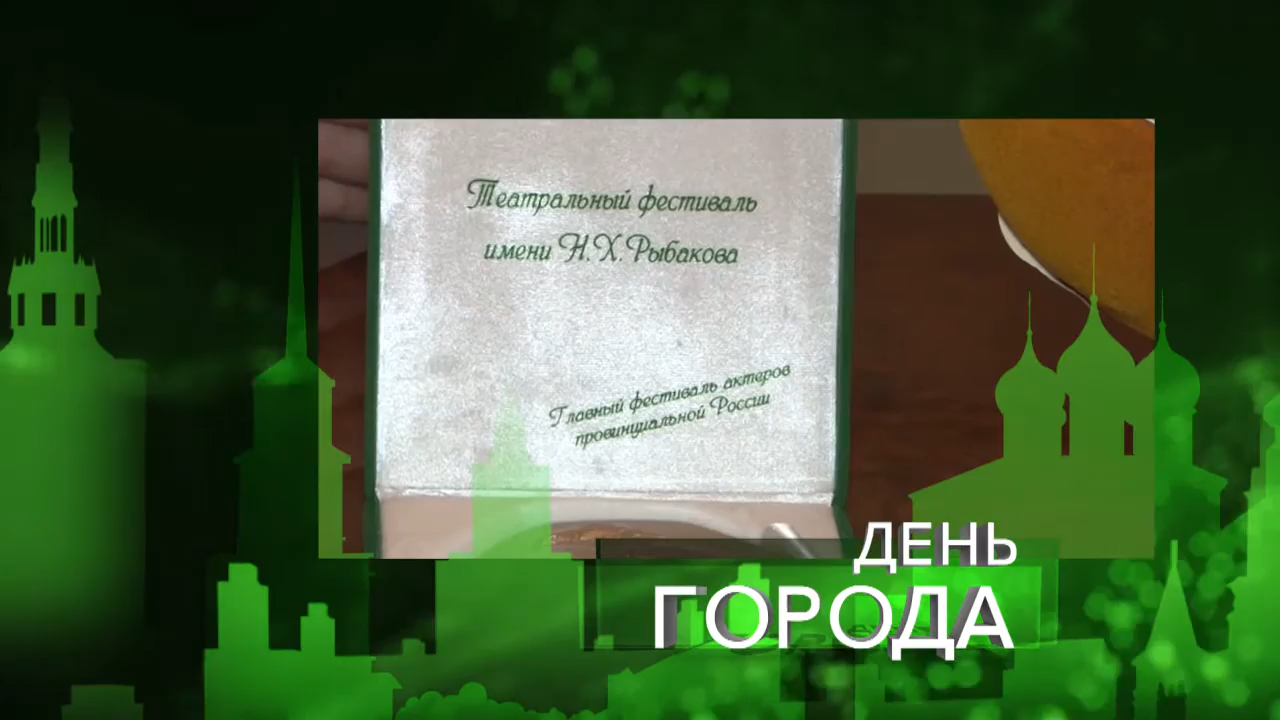 Театральный фестиваль
имени Н.Х.Рыбакова
Главный фестиваль актеров
провинциальной России
ДЕНЬ
ГОРОДА